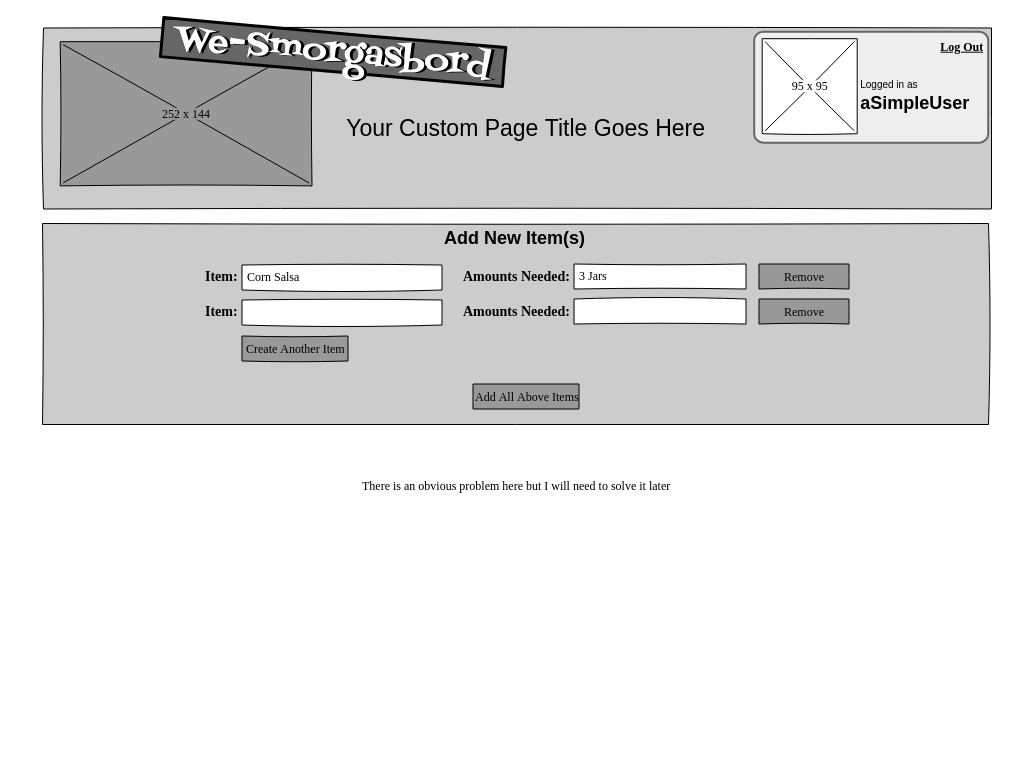 We-Smorgasbord
Log Out
252 x 144
95 x 95
Logged in as
aSimpleUser
Your Custom Page Title Goes Here
Add New Item(s)
Item: Corn Salsa Amounts Needed: 3 Jars Remove
Item: Amounts Needed: Remove
Create Another Item
Add All Above Items
There is an obvious problem here but I will need to solve it later